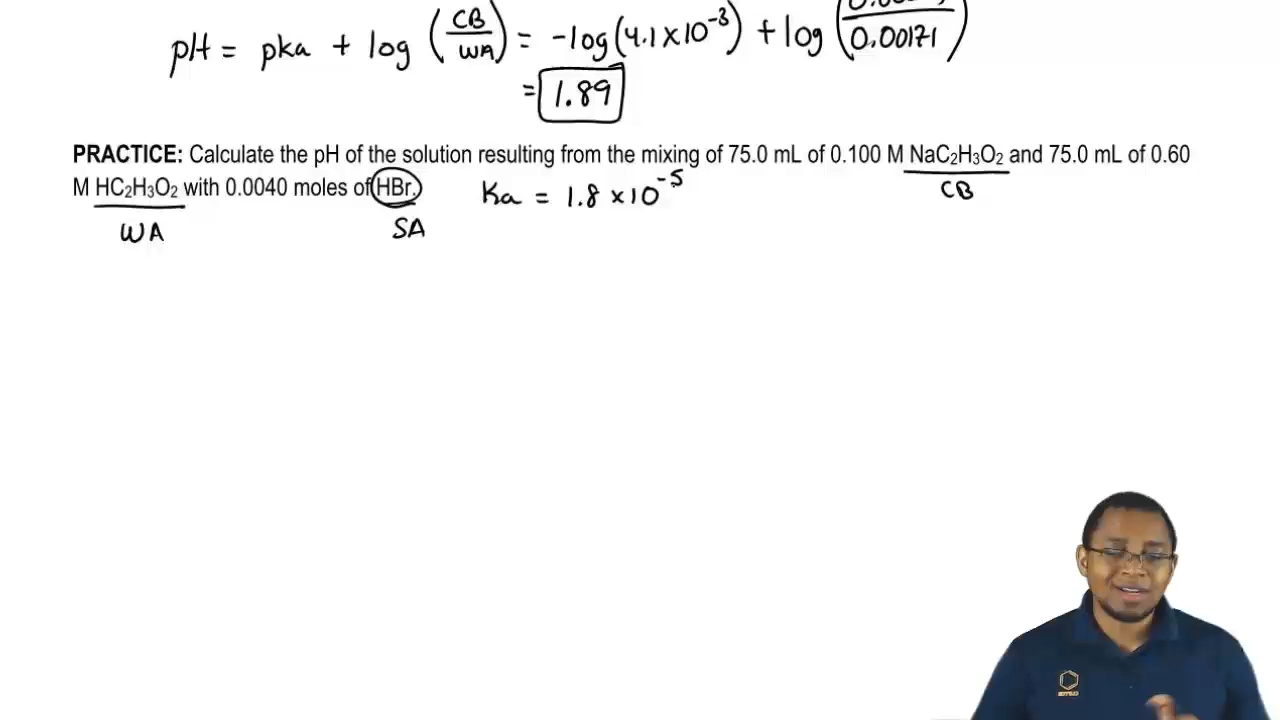 pH = pka + log (CB/WA) = -log(4.1×10⁻³) + log (0.00171)
= 1.89
PRACTICE: Calculate the pH of the solution resulting from the mixing of 75.0 mL of 0.100 M NaC₂H₃O₂ and 75.0 mL of 0.60
M HC₂H₃O₂ with 0.0040 moles of HBr. Ka = 1.8 ×10⁻⁵
CB
WA SA